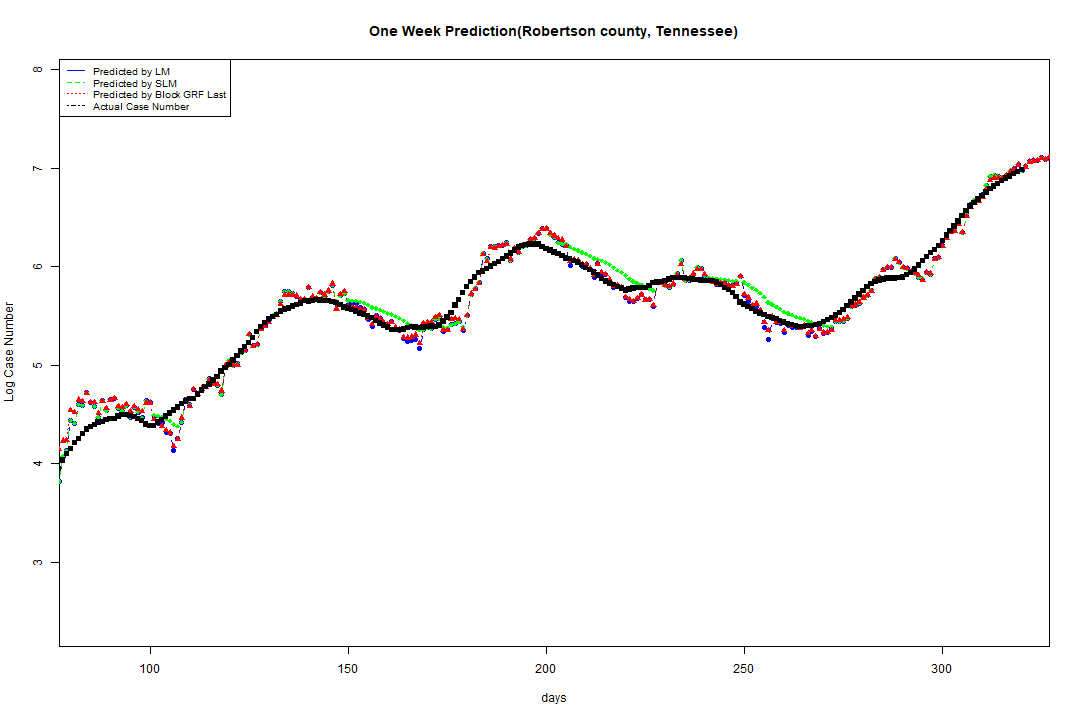 One Week Prediction(Robertson county, Tennessee)
Predicted by LM
Predicted by SLM
Predicted by Block GRF Last
Actual Case Number
Log Case Number
8
7
6
5
4
3
100 150 200 250 300
days